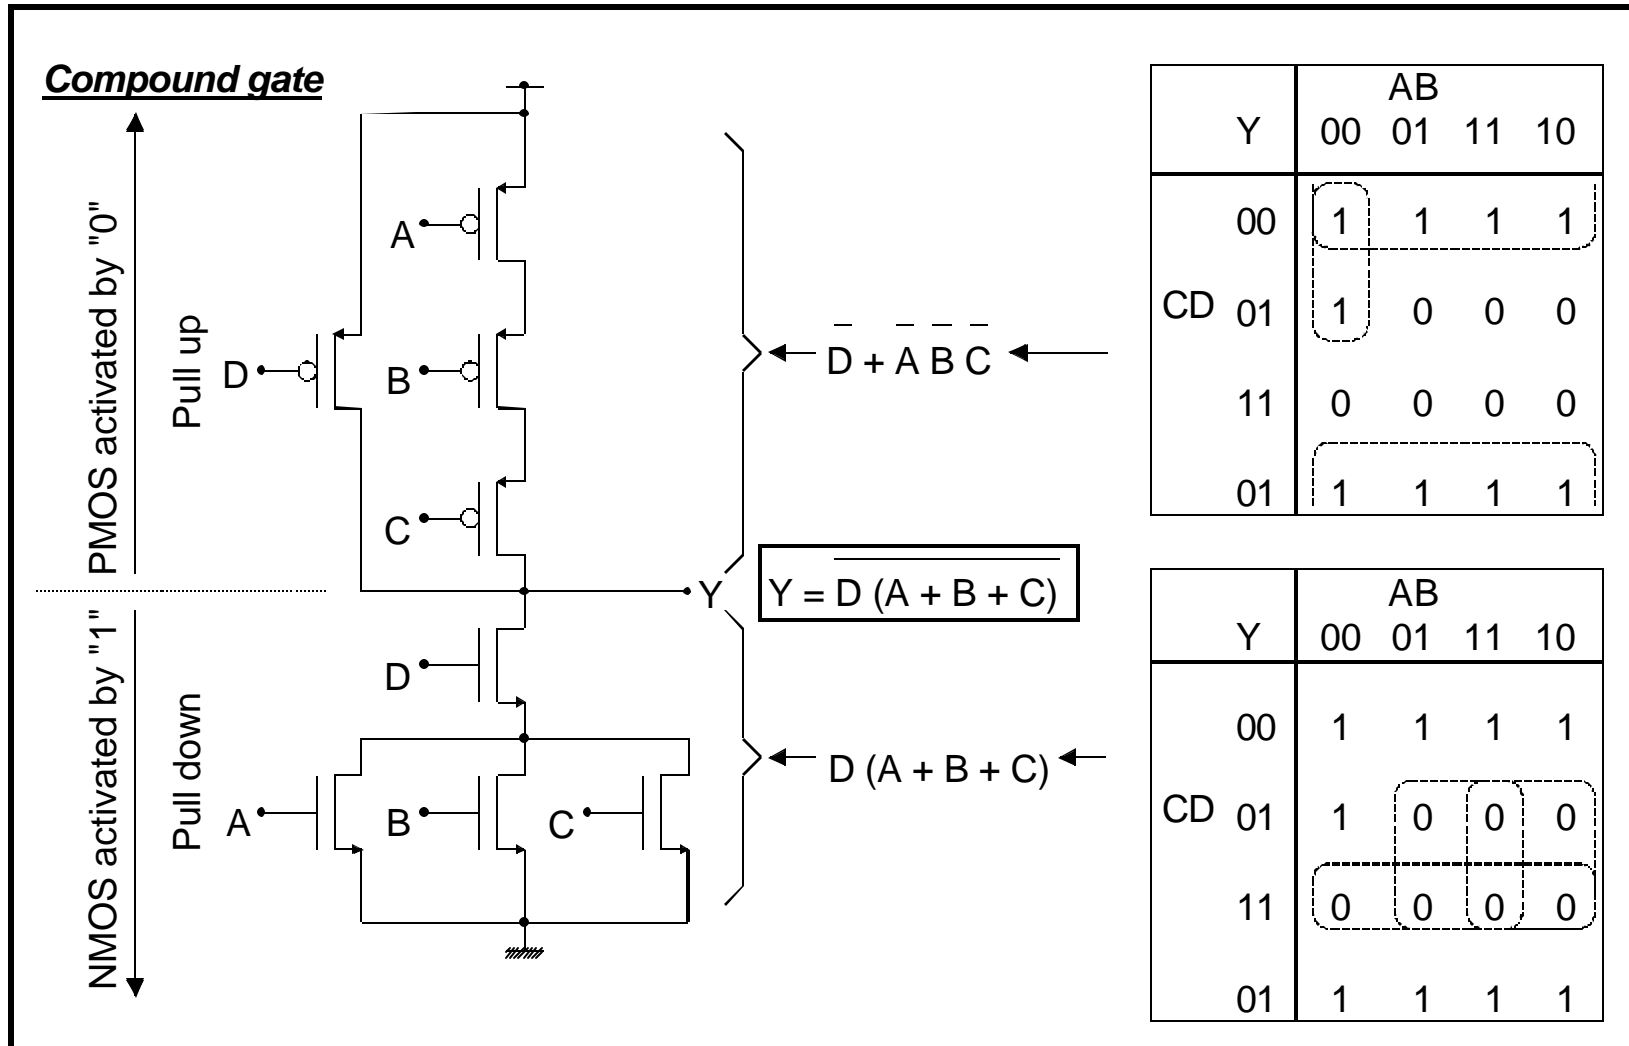 Compound gate
PMOS activated by "0"
Pull up
A
D
B
C
Y
NMOS activated by "1"
Pull down
D
A
B
C
D̅ + A̅ B̅ C̅
Y = D̅ ̅(̅A̅ ̅+̅ ̅B̅ ̅+̅ ̅C̅)̅
D (A + B + C)
AB
Y 00 01 11 10
00 1 1 1 1
CD 01 1 0 0 0
11 0 0 0 0
01 1 1 1 1
AB
Y 00 01 11 10
00 1 1 1 1
CD 01 1 0 0 0
11 0 0 0 0
01 1 1 1 1